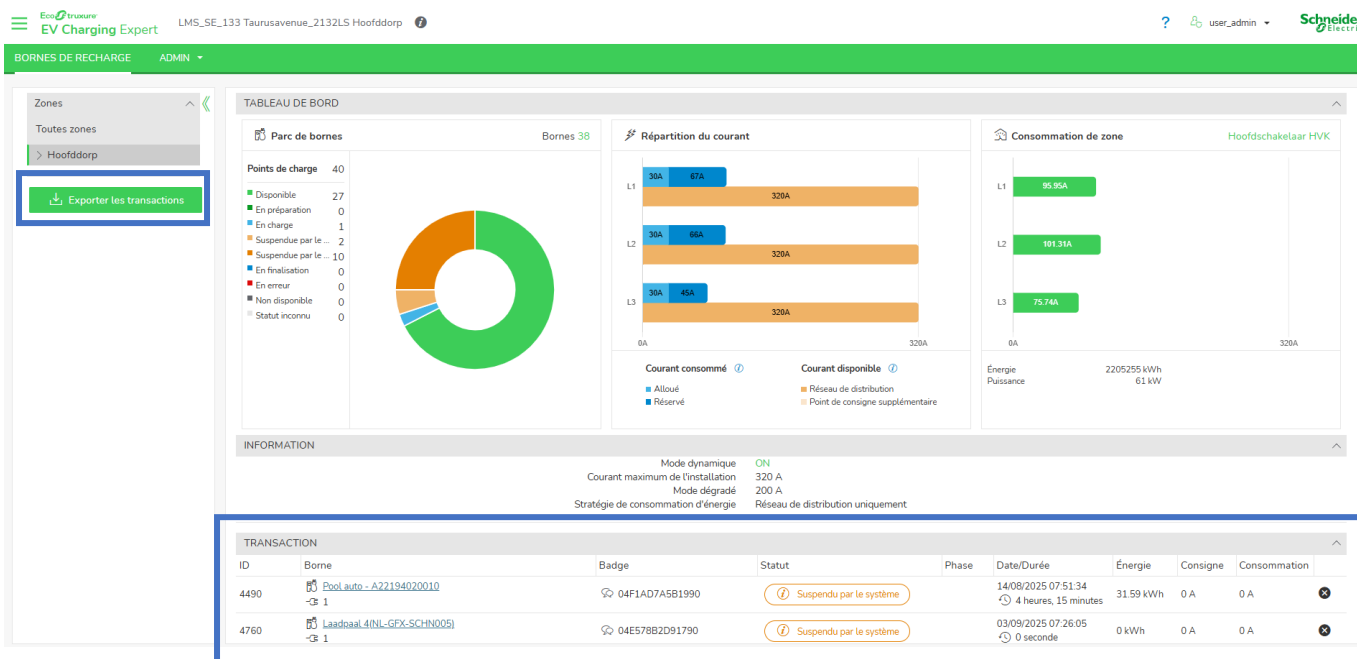 EcoStruxure
EV Charging Expert
LMS_SE_133 Taurusavenue_2132LS Hoofddorp
?
user_admin
Schneide
Electri
BORNES DE RECHARGE
ADMIN
Zones
Toutes zones
Hoofddorp
Exporter les transactions
TABLEAU DE BORD
Parc de bornes
Bornes 38
Points de charge 40
Disponible 27
En préparation 0
En charge 1
Suspendue par le ... 2
Suspendue par le ... 10
En finalisation 0
En erreur 0
Non disponible 0
Statut inconnu 0
Répartition du courant
L1
30A 67A
320A
L2
30A 66A
320A
L3
30A 45A
320A
0A 320A
Courant consommé
Alloué
Réservé
Courant disponible
Réseau de distribution
Point de consigne supplémentaire
Consommation de zone
Hoofdschakelaar HVK
L1 95.95A
L2 101.31A
L3 75.74A
0A 320A
Énergie 2205255 kWh
Puissance 61 kW
INFORMATION
Mode dynamique ON
Courant maximum de l'installation 320 A
Mode dégradé 200 A
Stratégie de consommation d'énergie Réseau de distribution uniquement
TRANSACTION
ID Borne Badge Statut Phase Date/Durée Énergie Consigne Consommation
4490 Pool auto - A22194020010 04F1AD7A5B1990 Suspendu par le système 14/08/2025 07:51:34 31.59 kWh 0 A 0 A
1 4 heures, 15 minutes
4760 Laadpaal 4(NL-GFX-SCHN005) 04E578B2D91790 Suspendu par le système 03/09/2025 07:26:05 0 kWh 0 A 0 A
1 0 seconde